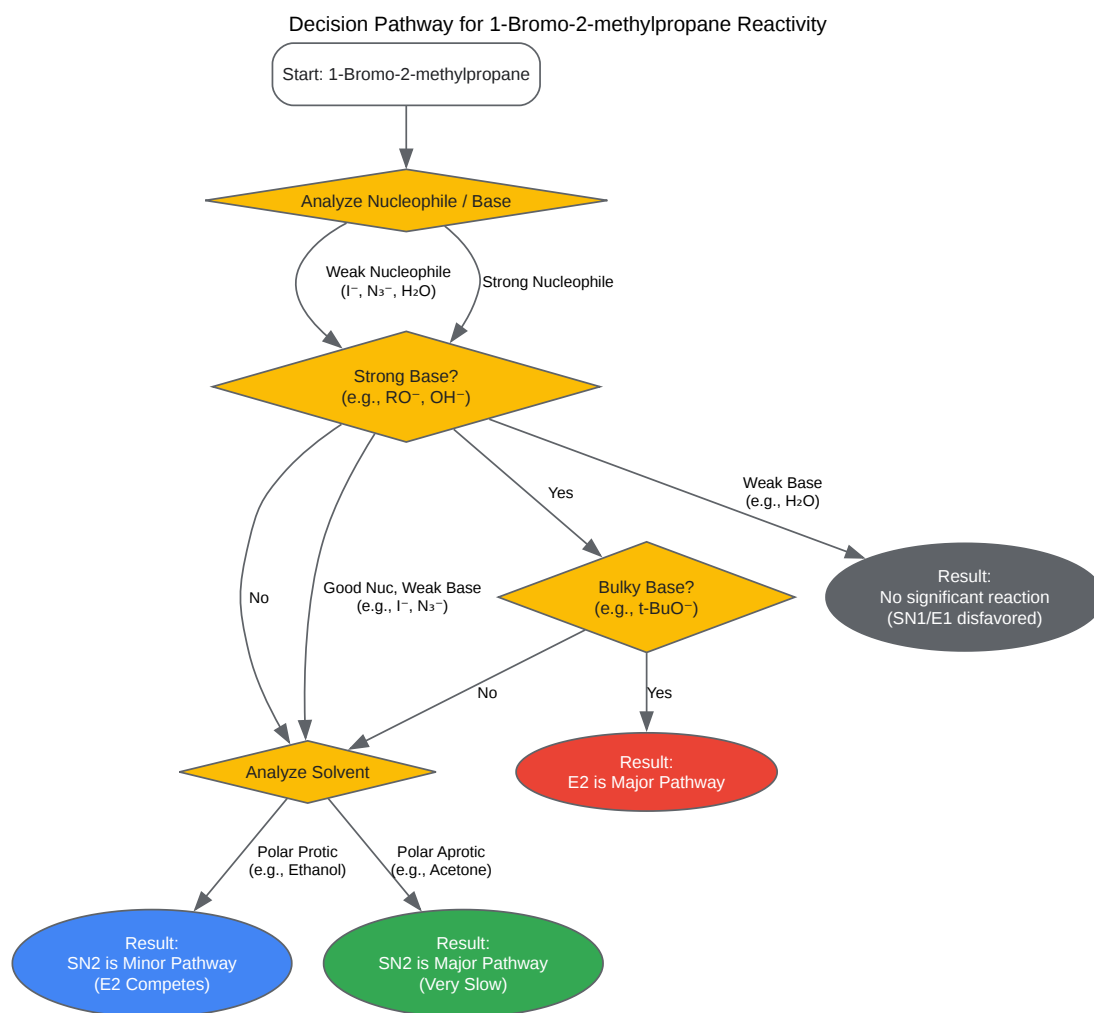 Decision Pathway for 1-Bromo-2-methylpropane Reactivity
Start: 1-Bromo-2-methylpropane
Analyze Nucleophile / Base
Weak Nucleophile
(I⁻, N₃⁻, H₂O)
Strong Nucleophile
Strong Base?
(e.g., RO⁻, OH⁻)
Weak Base
(e.g., H₂O)
Yes
No
Good Nuc, Weak Base
(e.g., I⁻, N₃⁻)
Bulky Base?
(e.g., t-BuO⁻)
Result:
No significant reaction
(SN1/E1 disfavored)
No
Yes
Analyze Solvent
Result:
E2 is Major Pathway
Polar Protic
(e.g., Ethanol)
Polar Aprotic
(e.g., Acetone)
Result:
SN2 is Minor Pathway
(E2 Competes)
Result:
SN2 is Major Pathway
(Very Slow)